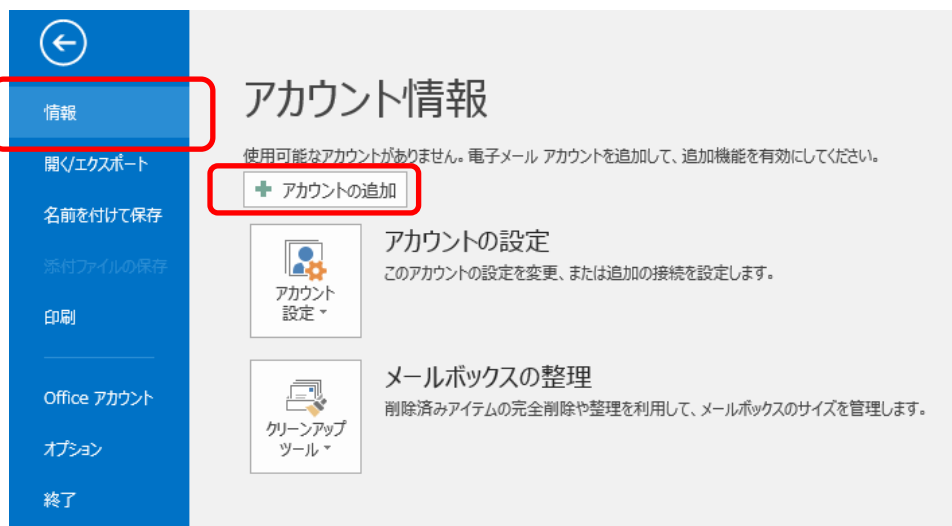 情報
開く/エクスポート
名前を付けて保存
添付ファイルの保存
印刷
Office アカウント
オプション
終了
アカウント情報
使用可能なアカウントがありません。電子メール アカウントを追加して、追加機能を有効にしてください。
アカウントの追加
アカウント
設定
アカウントの設定
このアカウントの設定を変更、または追加の接続を設定します。
クリーンアップ
ツール
メールボックスの整理
削除済みアイテムの完全削除や整理を利用して、メールボックスのサイズを管理します。